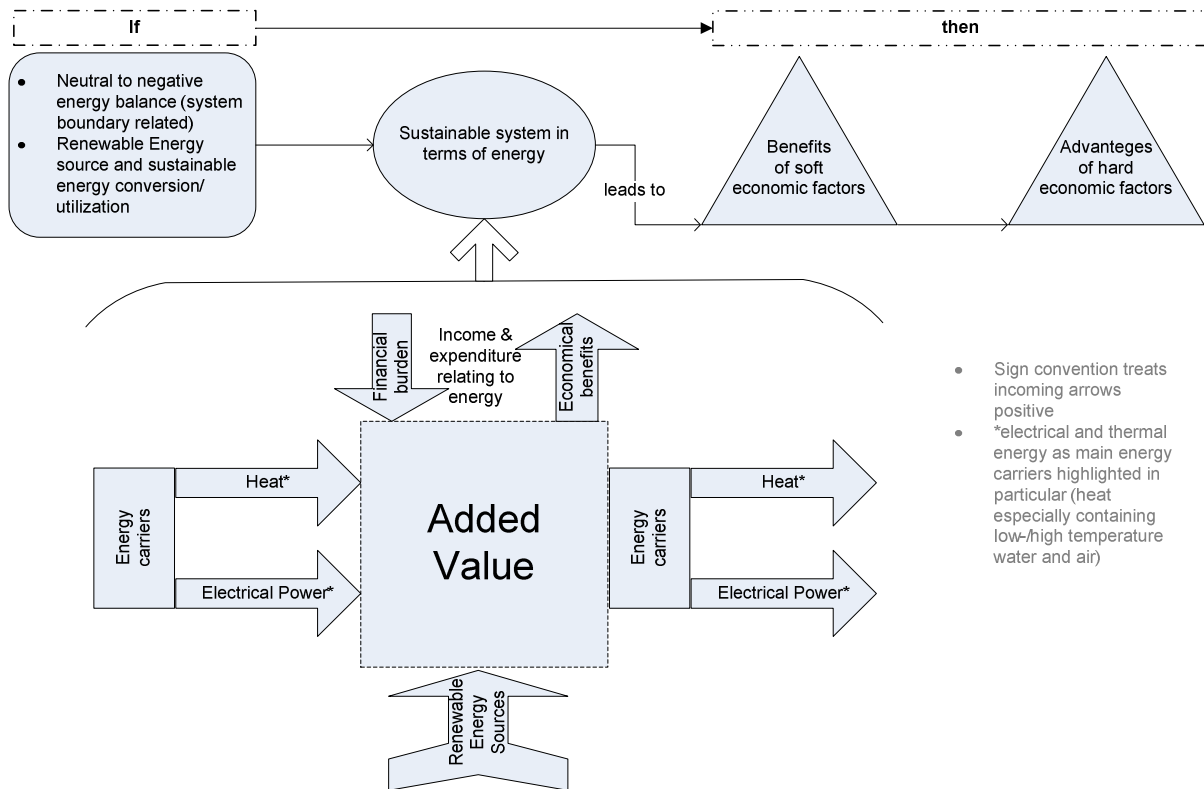 If
then
• Neutral to negative
energy balance (system
boundary related)
• Renewable Energy
source and sustainable
energy conversion/
utilization
Sustainable system in
terms of energy
leads to
Benefits
of soft
economic factors
Advanteges
of hard
economic factors
Financial
burden
Income &
expenditure
relating to
energy
Economical
benefits
• Sign convention treats
incoming arrows
positive
• *electrical and thermal
energy as main energy
carriers highlighted in
particular (heat
especially containing
low-/high temperature
water and air)
Energy
carriers
Heat*
Electrical Power*
Added
Value
Energy
carriers
Heat*
Electrical Power*
Renewable
Energy
Sources